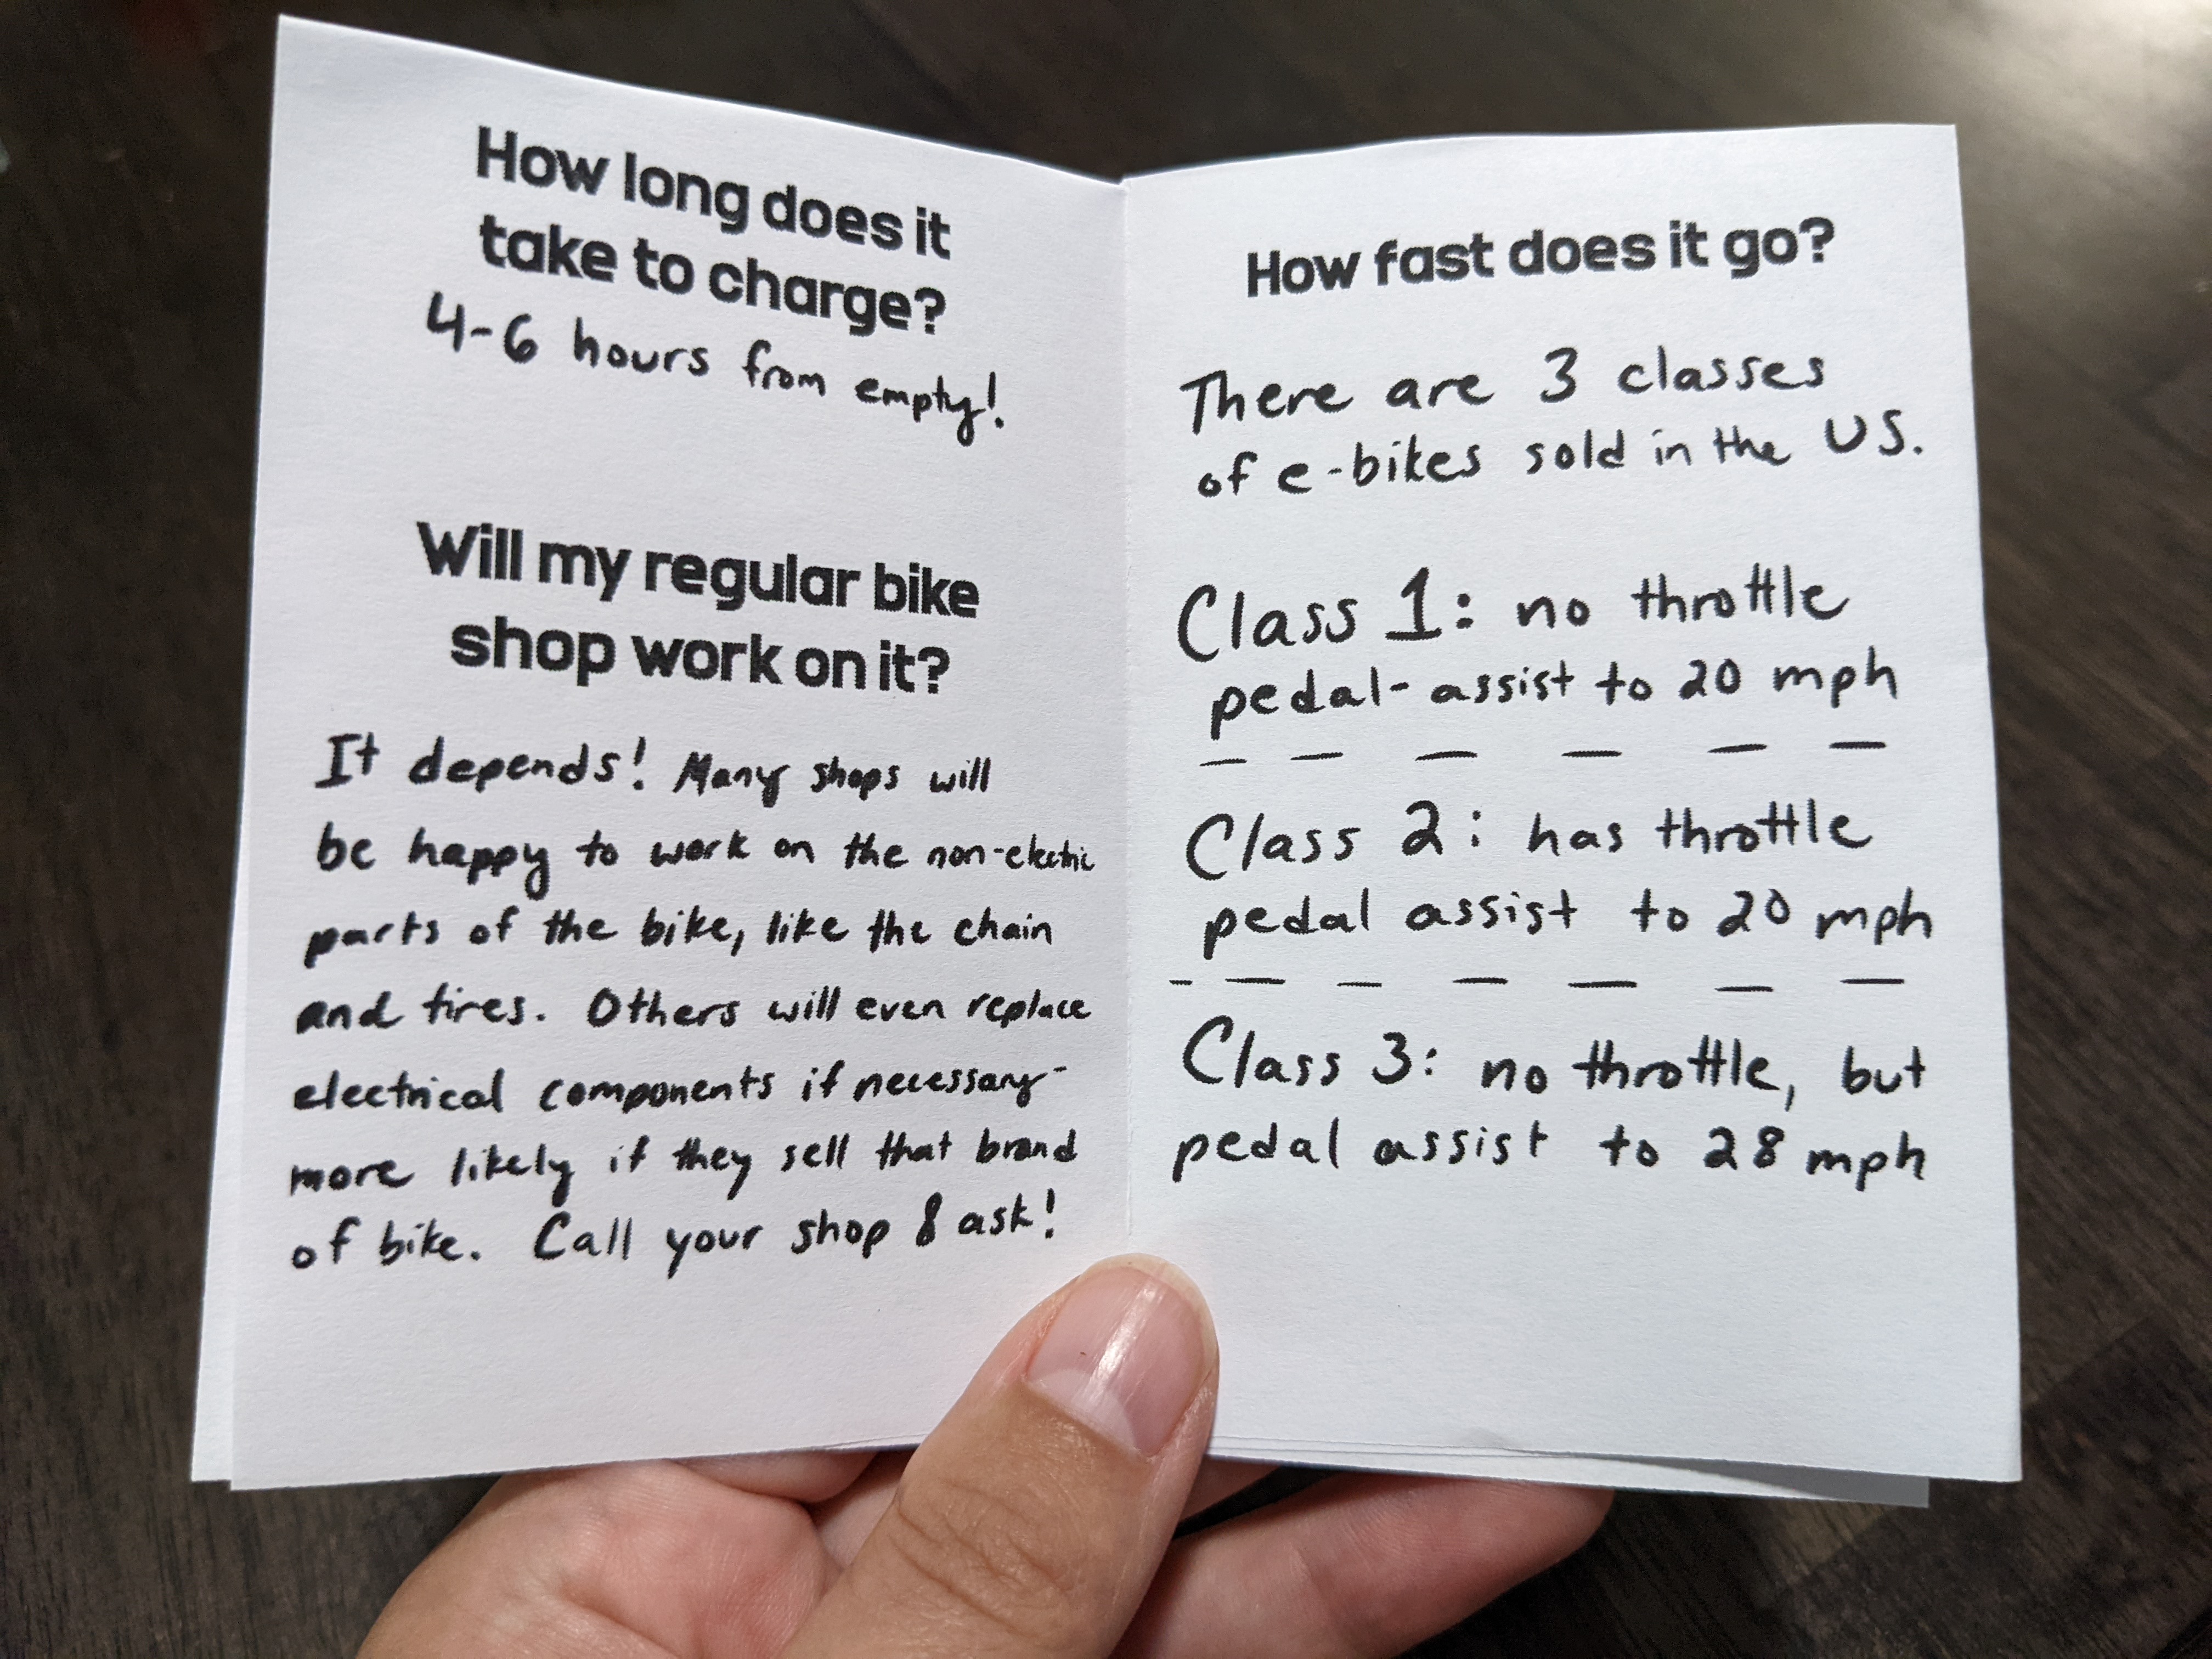 How long does it
take to charge?
4-6 hours from empty!
Will my regular bike
shop work on it?
It depends! Many shops will
be happy to work on the non-electric
parts of the bike, like the chain
and tires. Others will even replace
electrical components if necessary-
more likely if they sell that brand
of bike. Call your shop & ask!
How fast does it go?
There are 3 classes
of e-bikes sold in the US.
Class 1: no throttle
pedal-assist to 20 mph
Class 2: has throttle
pedal assist to 20 mph
Class 3: no throttle, but
pedal assist to 28 mph